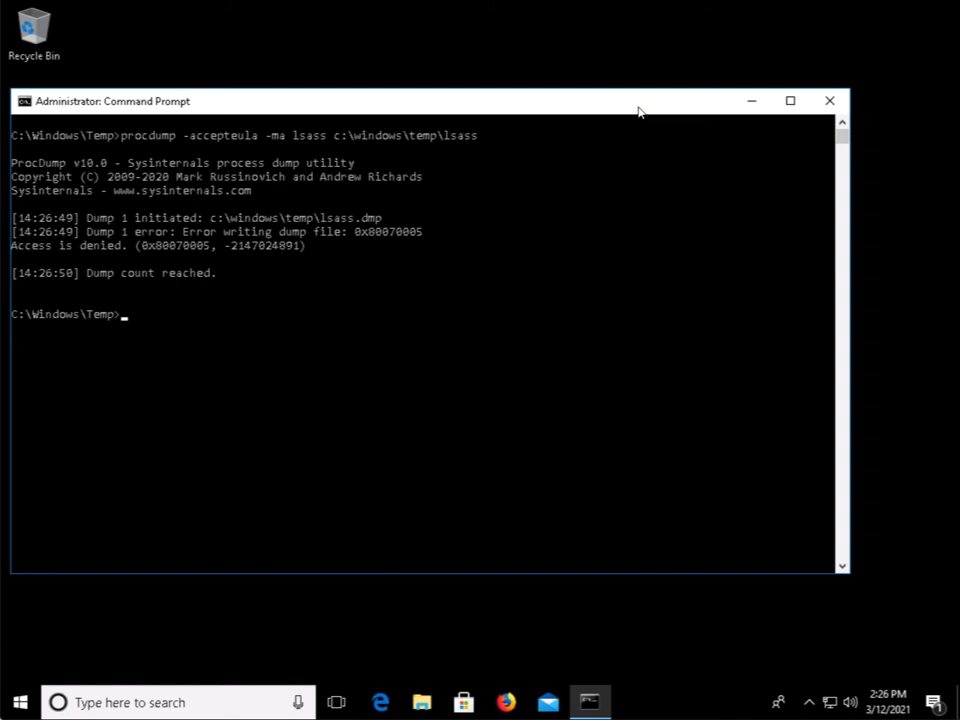 Recycle Bin
Administrator: Command Prompt
C:\Windows\Temp>procdump -accepteula -ma lsass c:\windows\temp\lsass
ProcDump v10.0 - Sysinternals process dump utility
Copyright (C) 2009-2020 Mark Russinovich and Andrew Richards
Sysinternals - www.sysinternals.com
[14:26:49] Dump 1 initiated: c:\windows\temp\lsass.dmp
[14:26:49] Dump 1 error: Error writing dump file: 0x80070005
Access is denied. (0x80070005, -2147024891)
[14:26:50] Dump count reached.
C:\Windows\Temp>
Type here to search
2:26 PM
3/12/2021
1